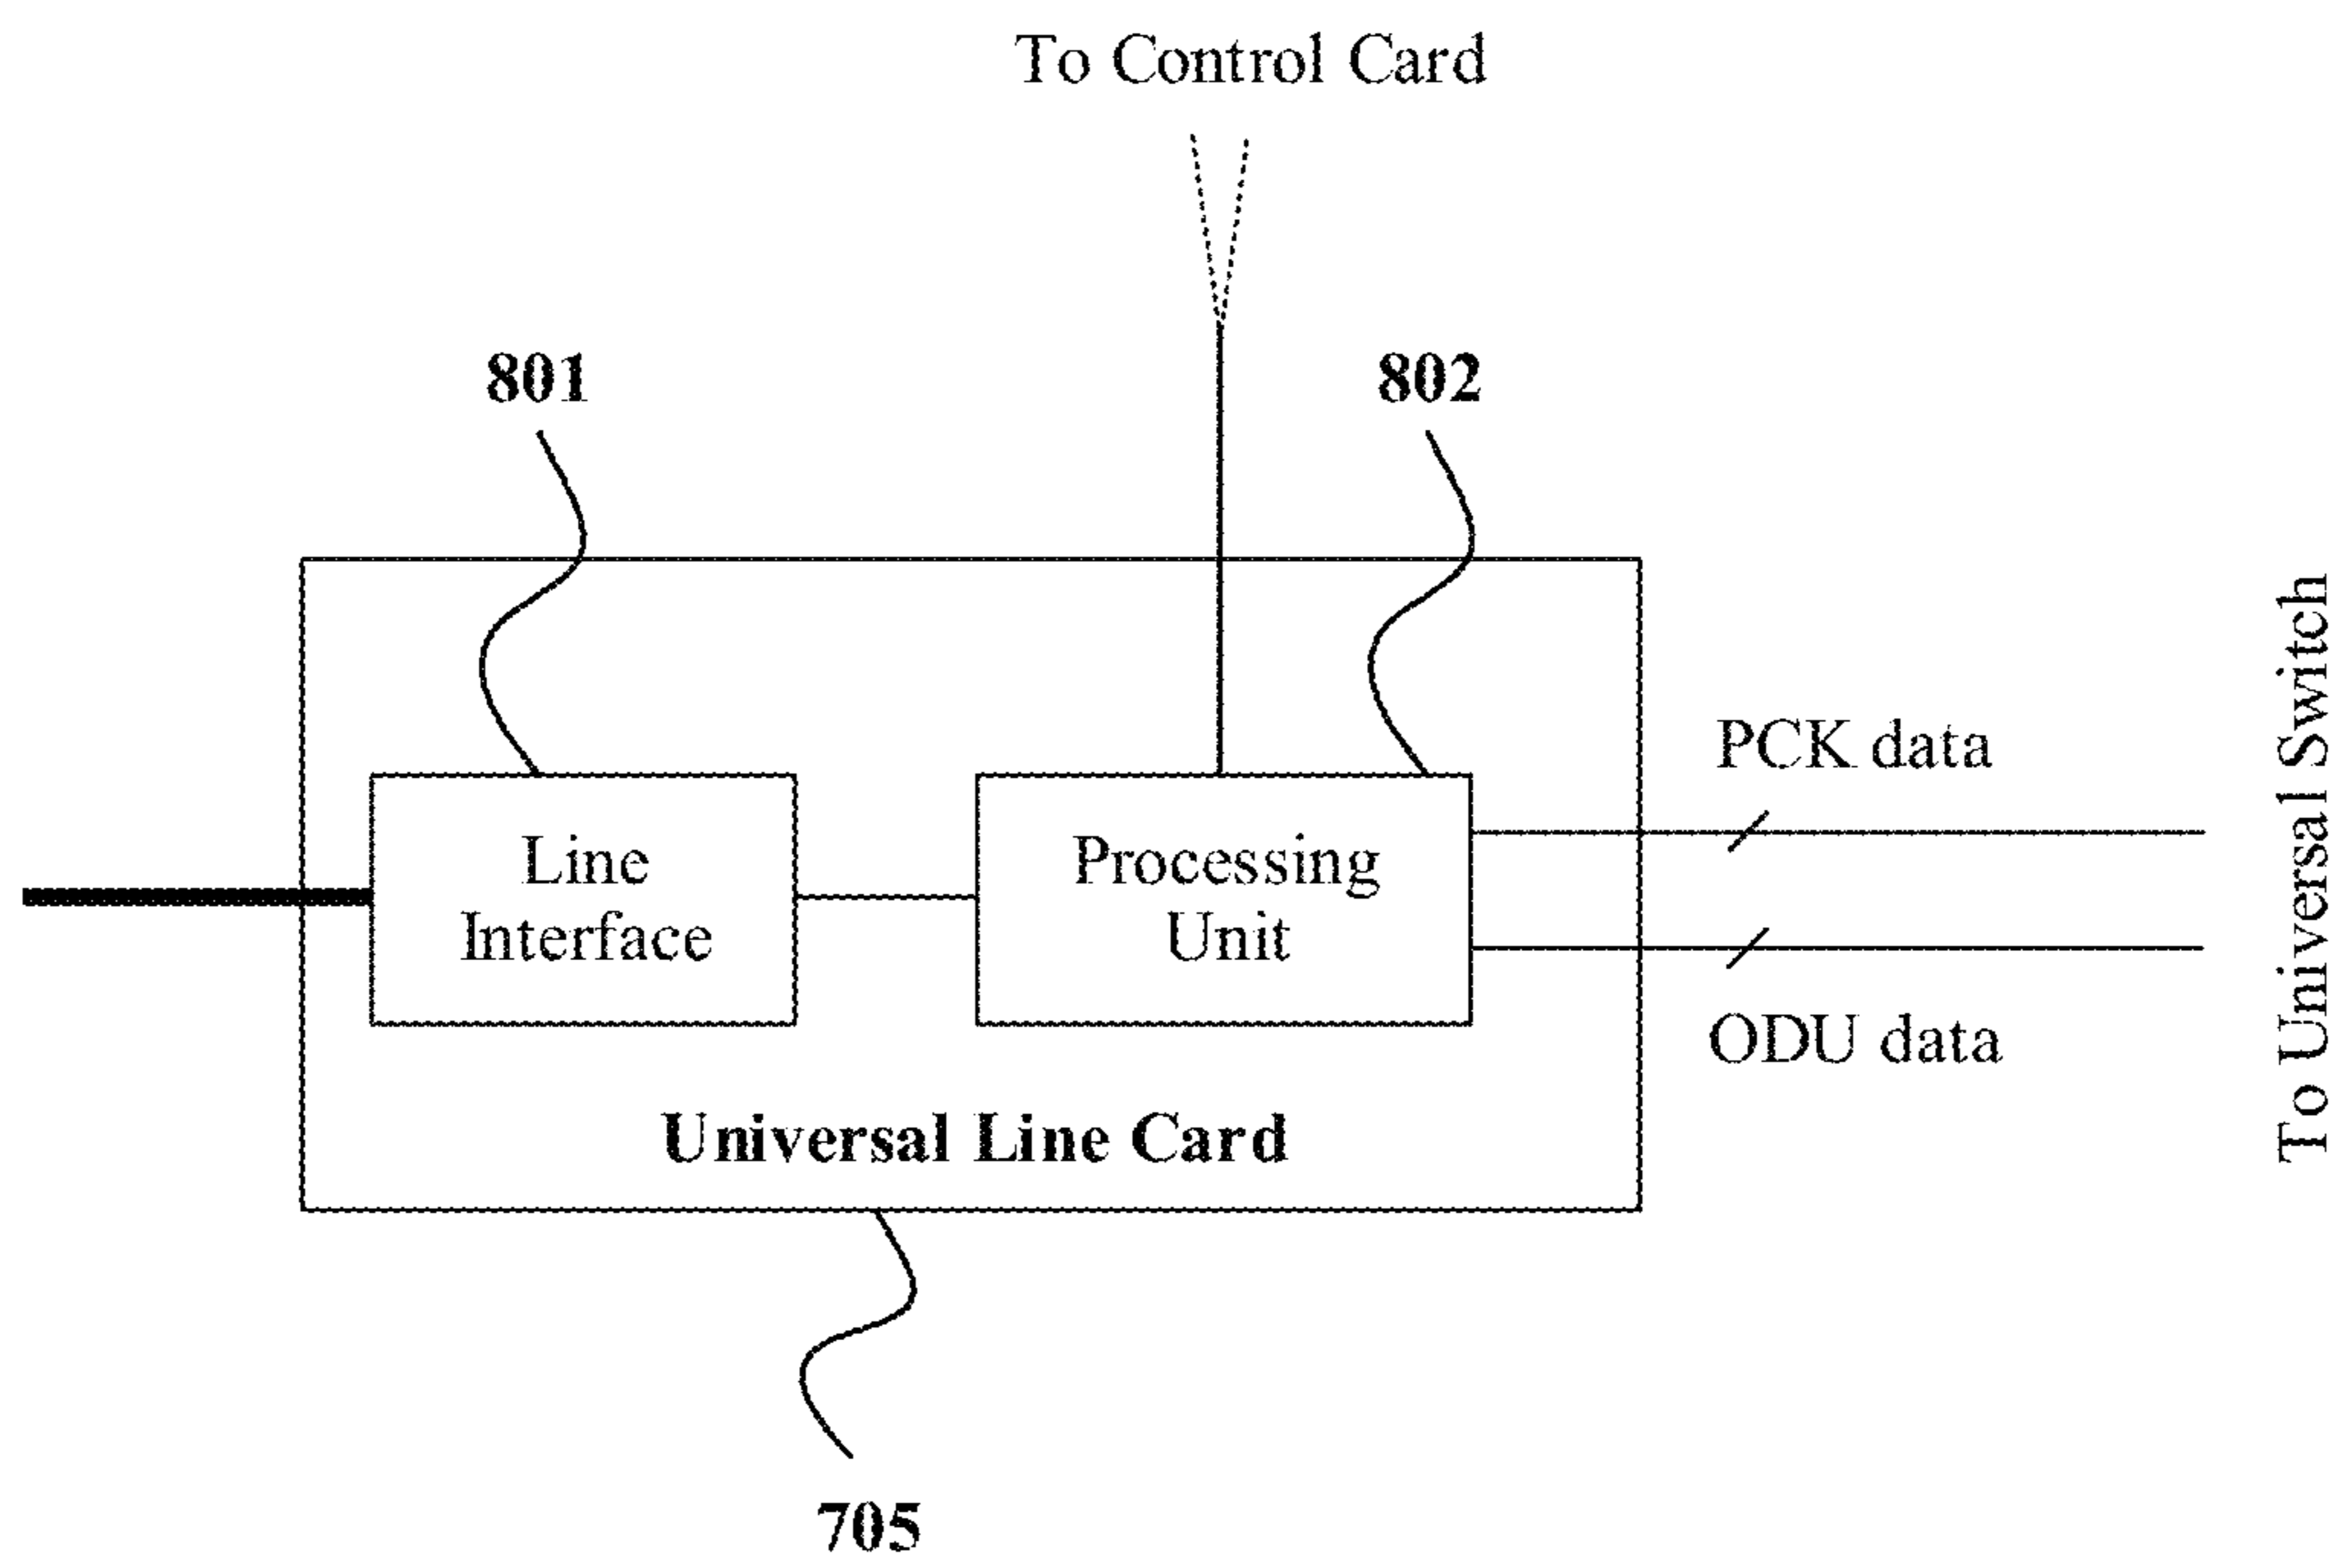 To Control Card
801
802
Line
Interface
Processing
Unit
PCK data
ODU data
To Universal Switch
Universal Line Card
705